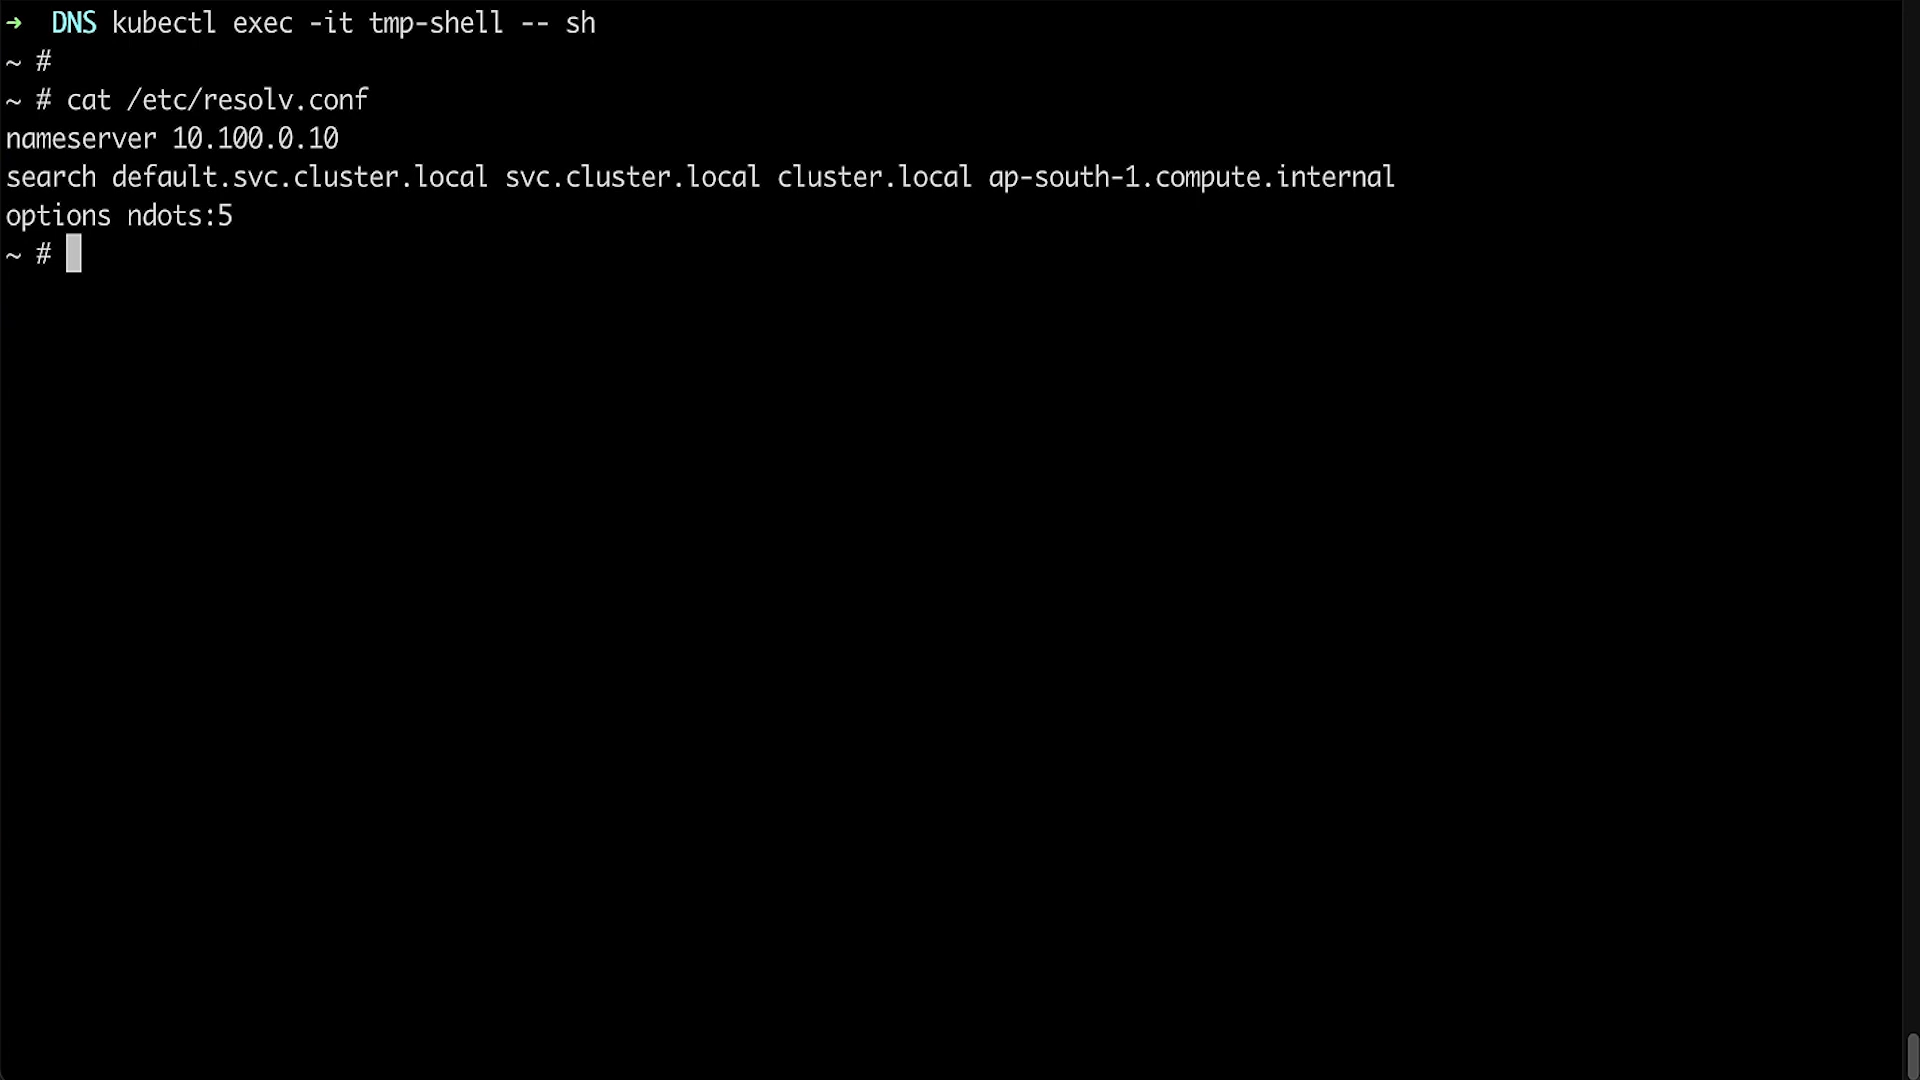 ➜  DNS kubectl exec -it tmp-shell -- sh
~ #
~ # cat /etc/resolv.conf
nameserver 10.100.0.10
search default.svc.cluster.local svc.cluster.local cluster.local ap-south-1.compute.internal
options ndots:5
~ #